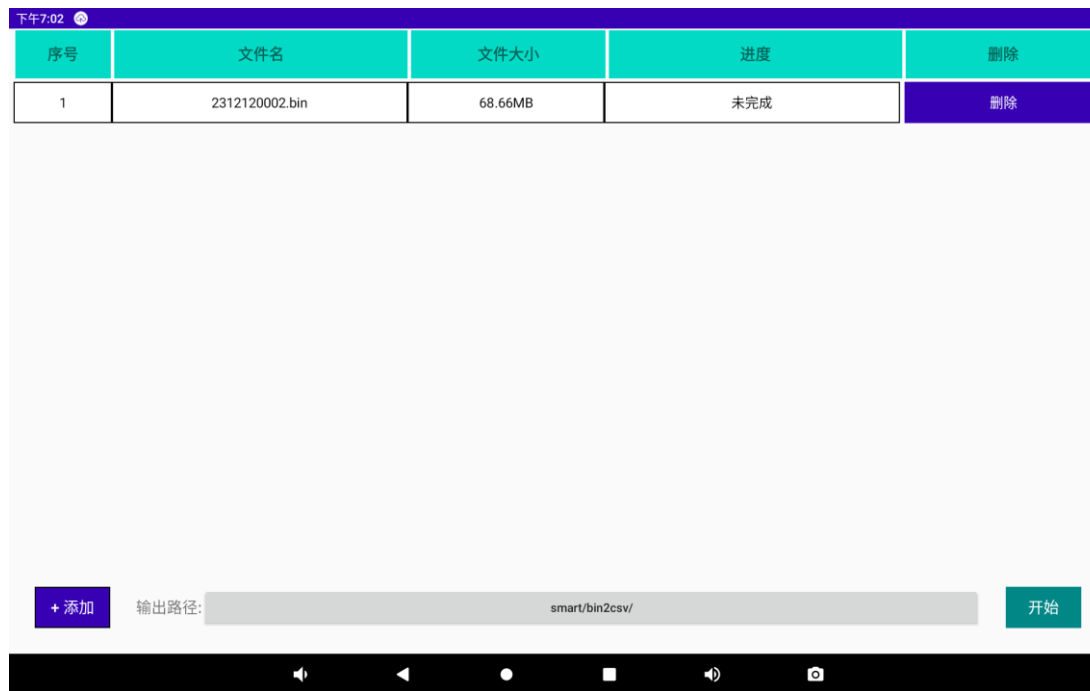 下午7:02
序号 文件名 文件大小 进度 删除
1 2312120002.bin 68.66MB 未完成 删除
+ 添加 输出路径: smart/bin2csv/ 开始